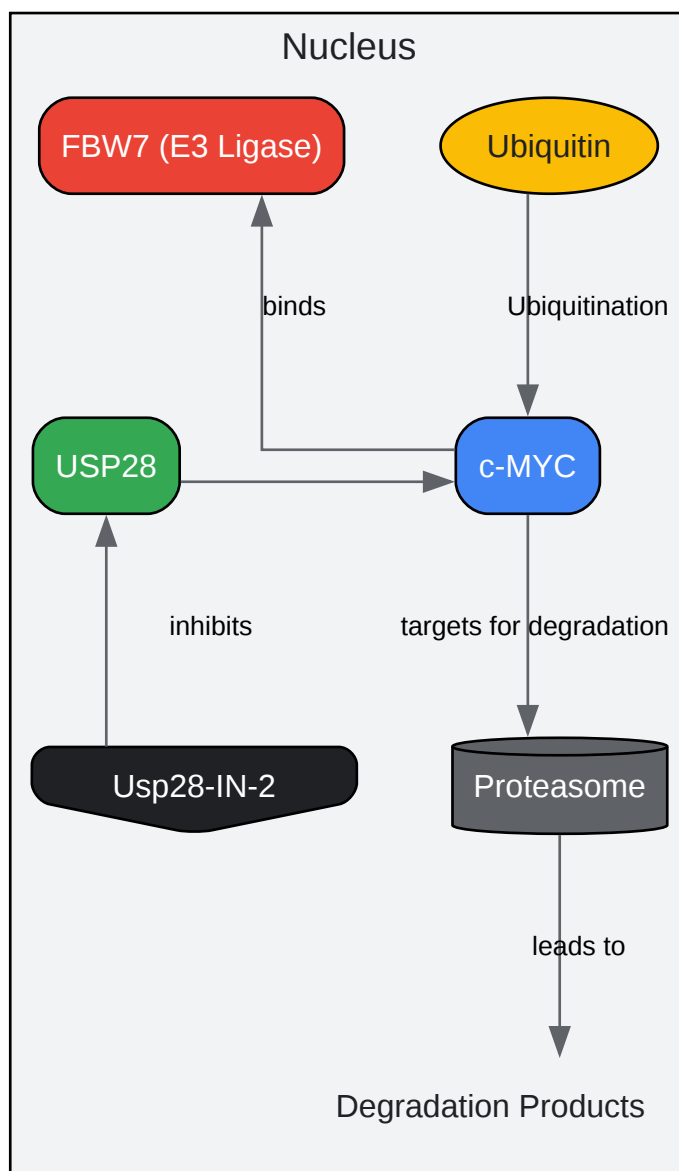 Nucleus
FBW7 (E3 Ligase)
Ubiquitin
binds
Ubiquitination
USP28
c-MYC
inhibits
targets for degradation
Usp28-IN-2
Proteasome
leads to
Degradation Products